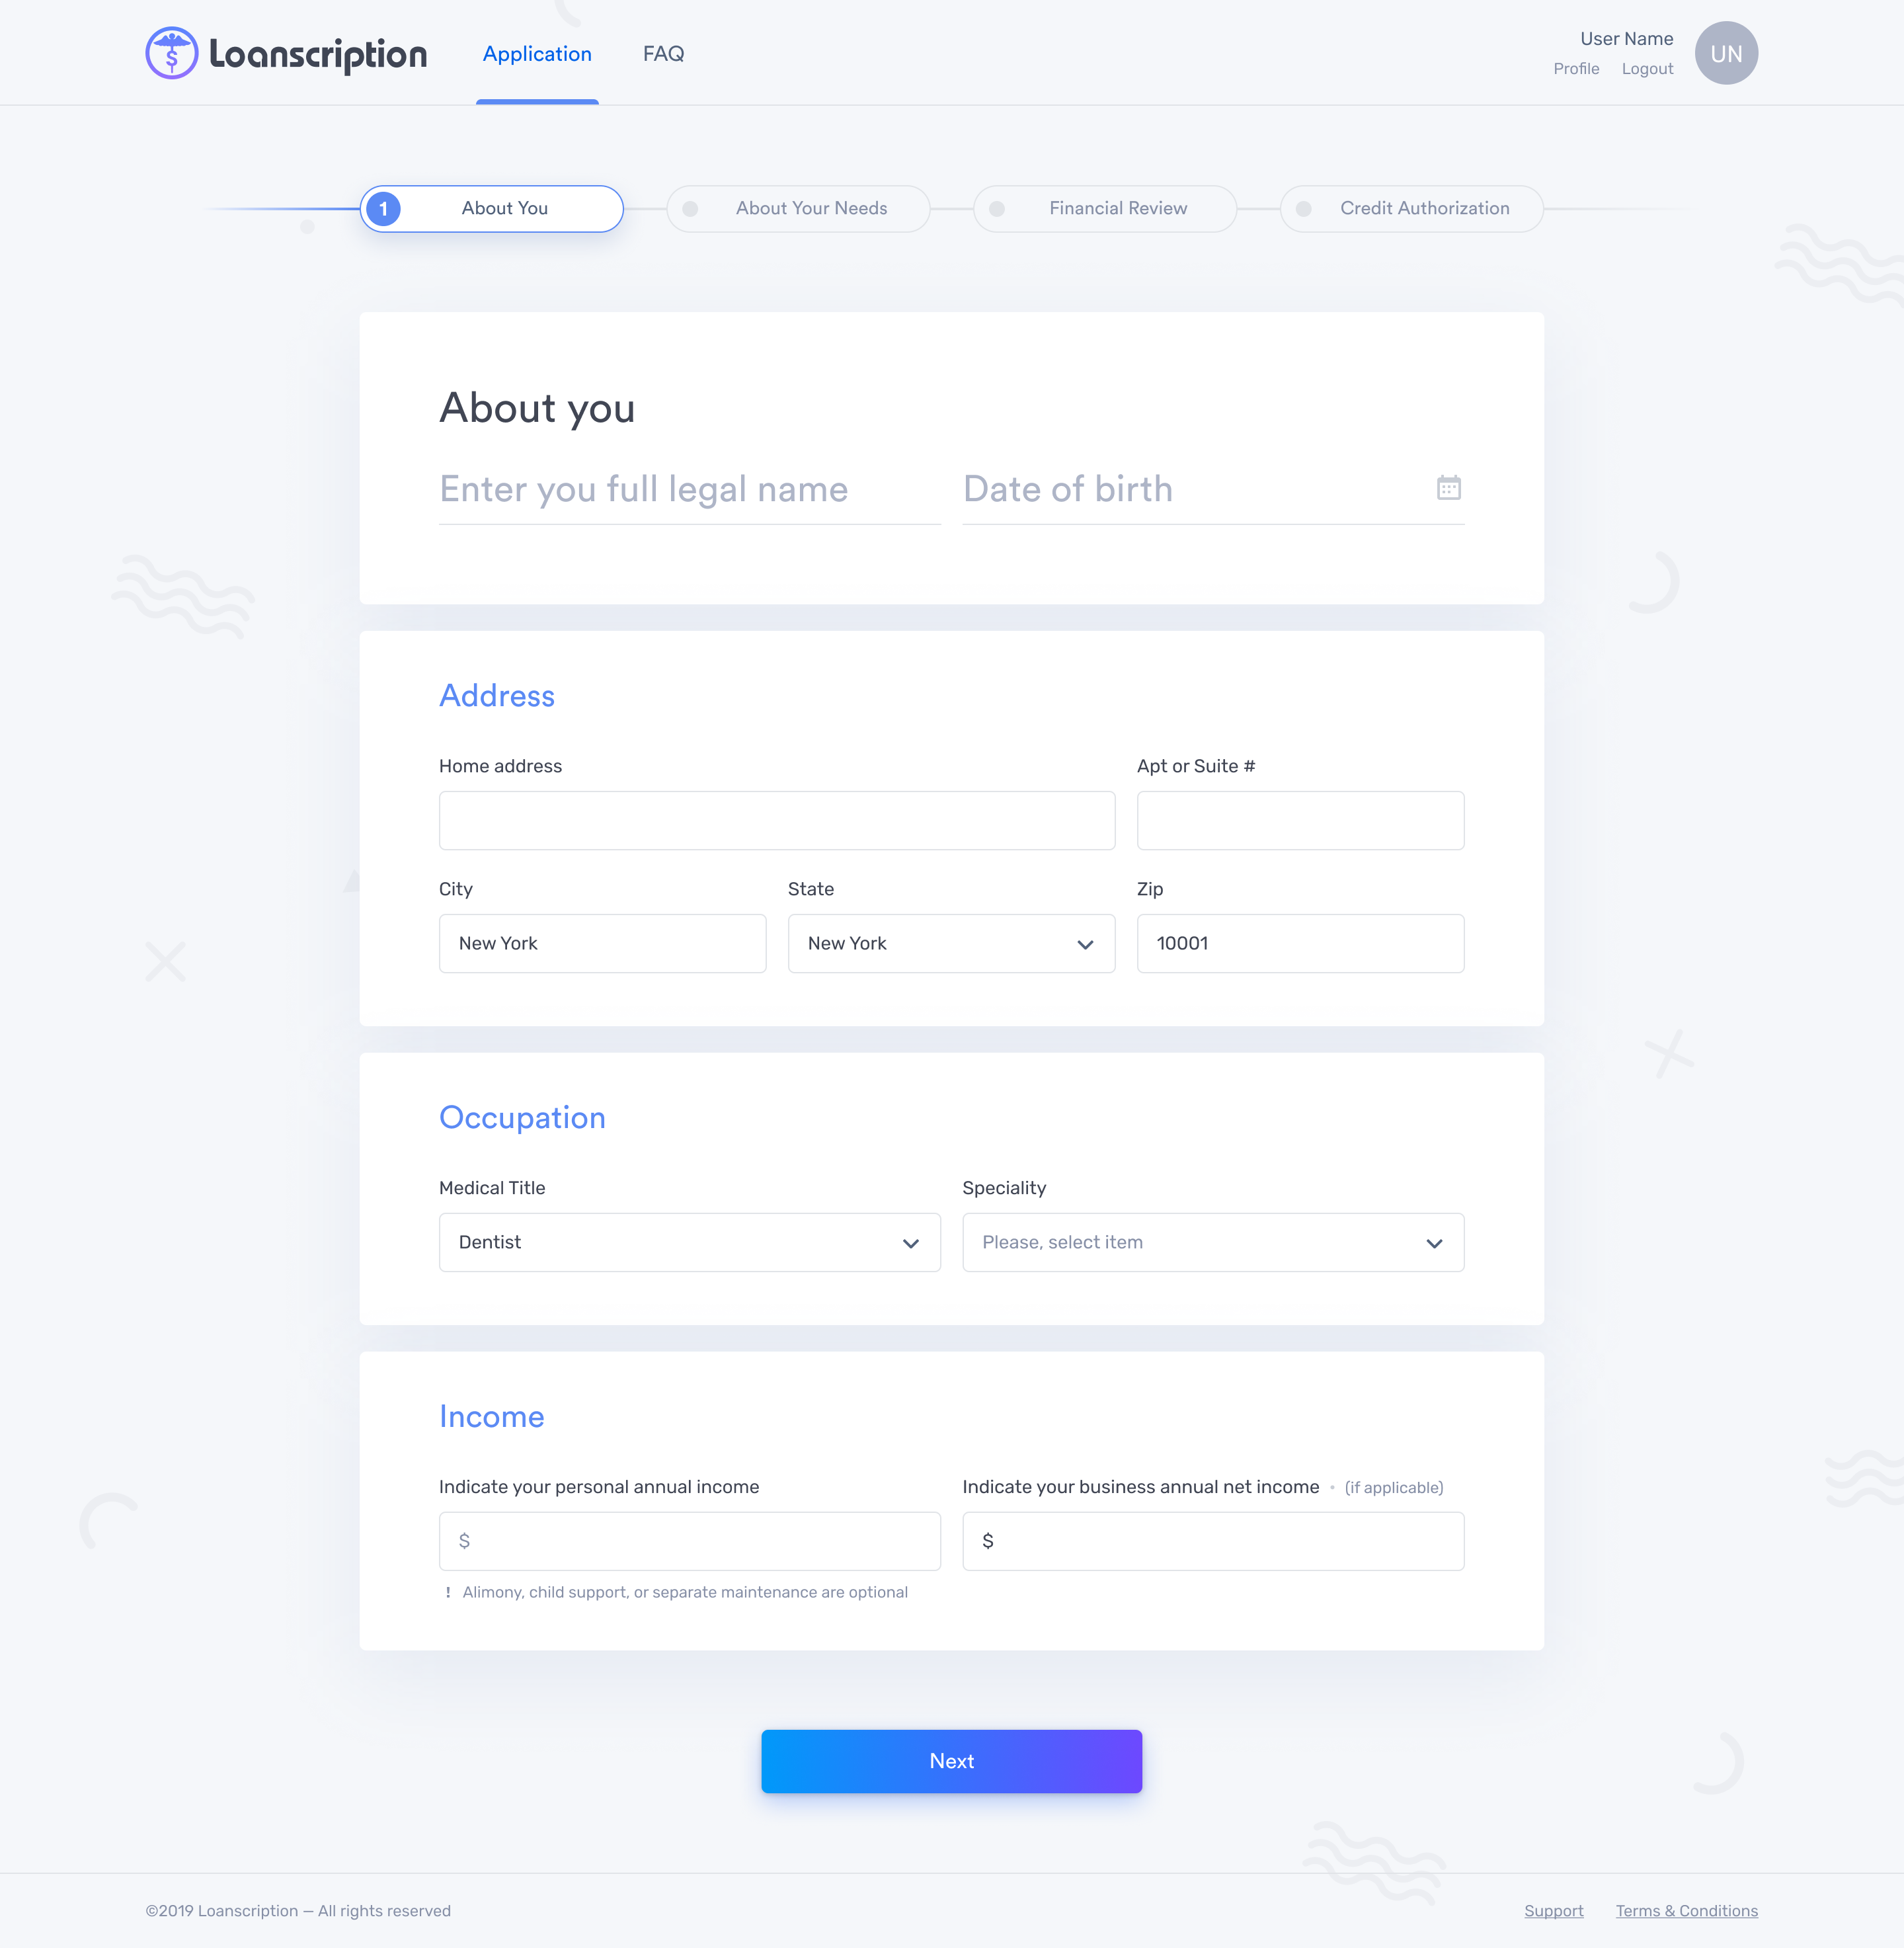 Loanscription
Application
FAQ
User Name
Profile Logout
UN
1 About You
About Your Needs
Financial Review
Credit Authorization
About you
Enter you full legal name
Date of birth
Address
Home address
Apt or Suite #
City
State
Zip
New York
New York
10001
Occupation
Medical Title
Speciality
Dentist
Please, select item
Income
Indicate your personal annual income
Indicate your business annual net income • (if applicable)
$
$
! Alimony, child support, or separate maintenance are optional
Next
©2019 Loanscription — All rights reserved
Support
Terms & Conditions